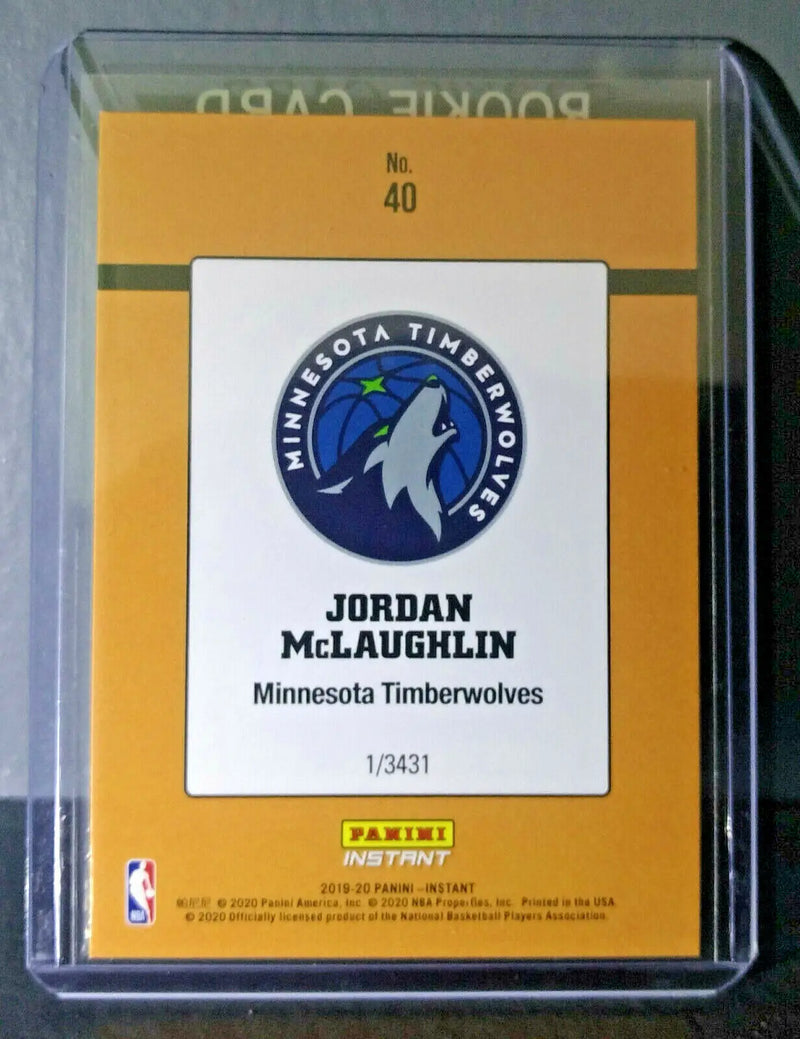 ROOKIE CARD
No.
40
MINNESOTA TIMBERWOLVES
JORDAN
McLAUGHLIN
Minnesota Timberwolves
1/3431
PANINI
INSTANT
2019-20 PANINI - INSTANT
© 2020 Panini America, Inc. © 2020 NBA Properties, Inc. Printed in the USA.
© 2020 Officially licensed product of the National Basketball Players Association.
NBA